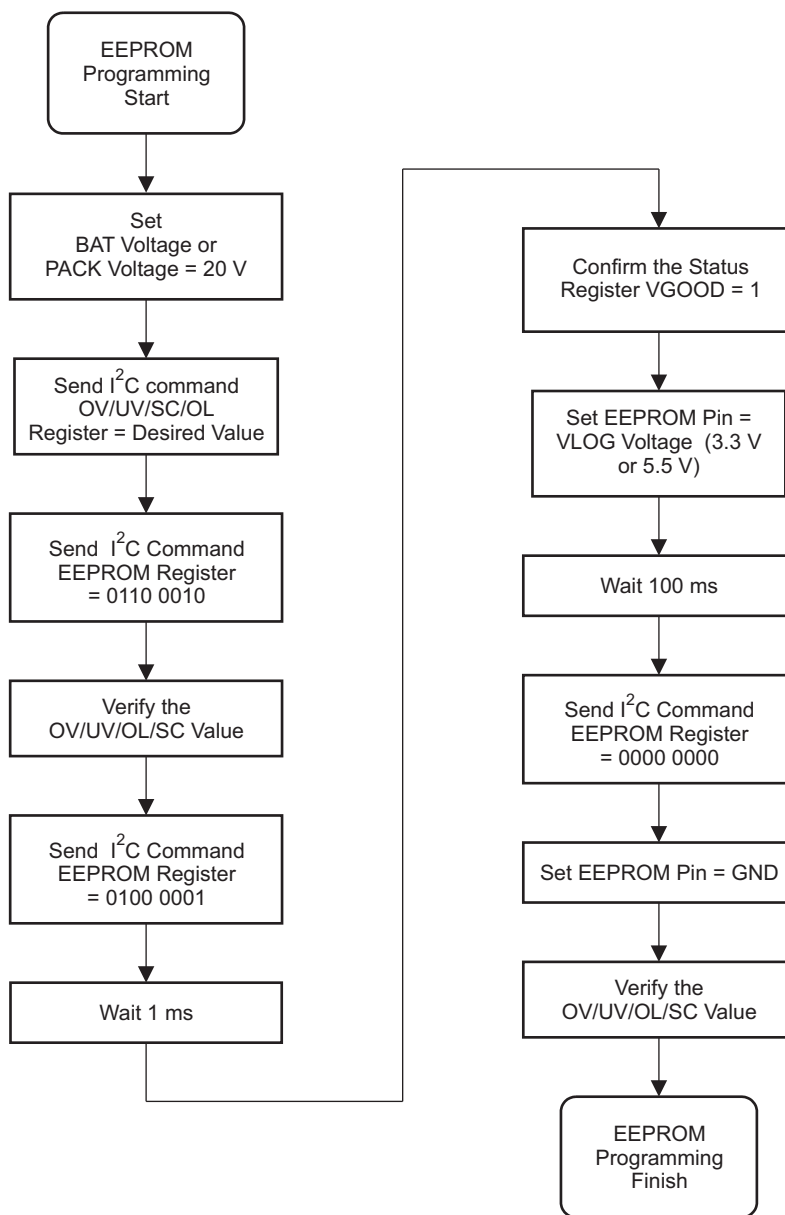 EEPROM
Programming
Start
Set
BAT Voltage or
PACK Voltage = 20 V
Send I²C command
OV/UV/SC/OL
Register = Desired Value
Send I²C Command
EEPROM Register
= 0110 0010
Verify the
OV/UV/OL/SC Value
Send I²C Command
EEPROM Register
= 0100 0001
Wait 1 ms
Confirm the Status
Register VGOOD = 1
Set EEPROM Pin =
VLOG Voltage (3.3 V
or 5.5 V)
Wait 100 ms
Send I²C Command
EEPROM Register
= 0000 0000
Set EEPROM Pin = GND
Verify the
OV/UV/OL/SC Value
EEPROM
Programming
Finish